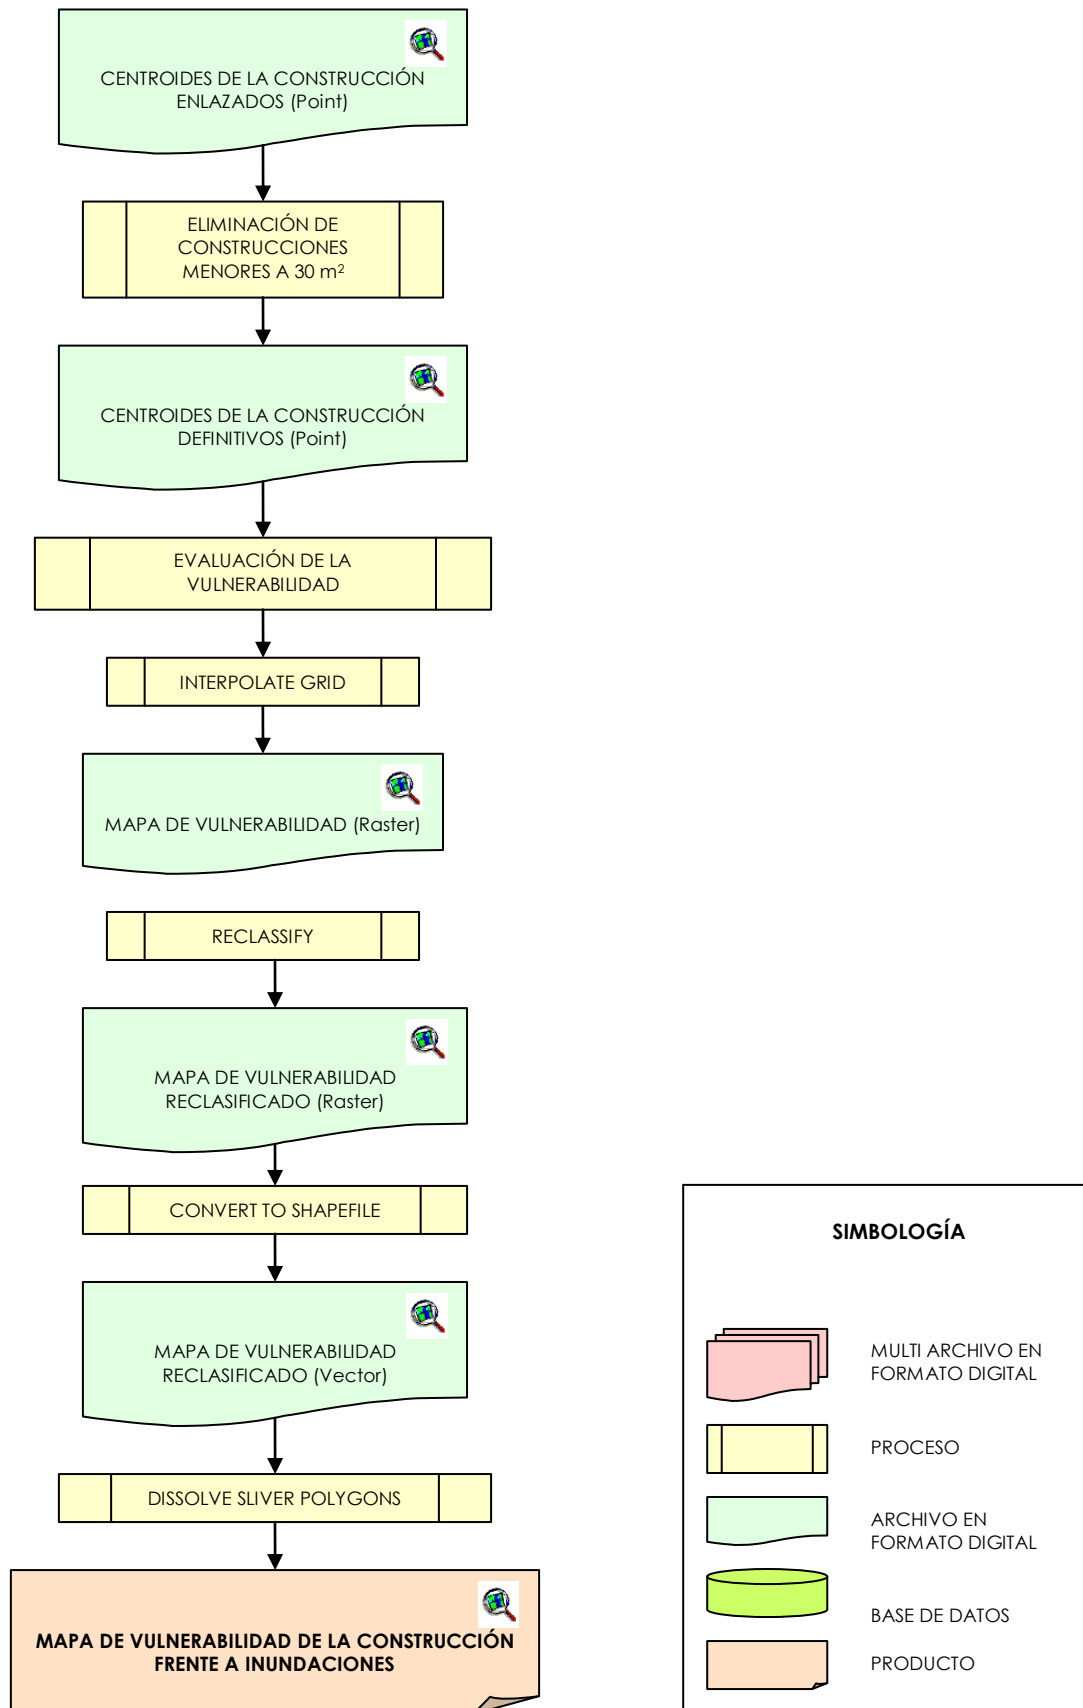 CENTROIDES DE LA CONSTRUCCIÓN
ENLAZADOS (Point)
ELIMINACIÓN DE
CONSTRUCCIONES
MENORES A 30 m²
CENTROIDES DE LA CONSTRUCCIÓN
DEFINITIVOS (Point)
EVALUACIÓN DE LA
VULNERABILIDAD
INTERPOLATE GRID
MAPA DE VULNERABILIDAD (Raster)
RECLASSIFY
MAPA DE VULNERABILIDAD
RECLASIFICADO (Raster)
CONVERT TO SHAPEFILE
MAPA DE VULNERABILIDAD
RECLASIFICADO (Vector)
DISSOLVE SLIVER POLYGONS
MAPA DE VULNERABILIDAD DE LA CONSTRUCCIÓN
FRENTE A INUNDACIONES
SIMBOLOGÍA
MULTI ARCHIVO EN
FORMATO DIGITAL
PROCESO
ARCHIVO EN
FORMATO DIGITAL
BASE DE DATOS
PRODUCTO